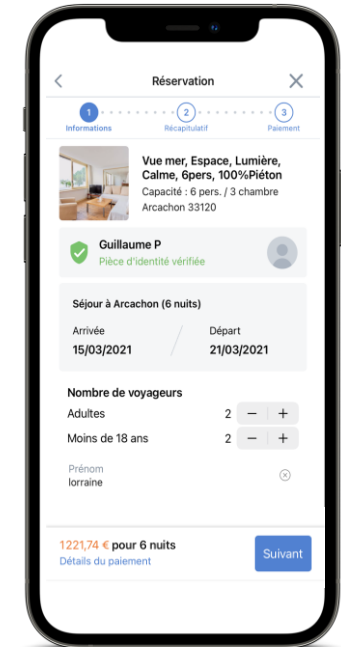 Réservation
1
2
3
Informations
Récapitulatif
Paiement
Vue mer, Espace, Lumière,
Calme, 6pers, 100%Piéton
Capacité : 6 pers. / 3 chambre
Arcachon 33120
Guillaume P
Pièce d'identité vérifiée
Séjour à Arcachon (6 nuits)
Arrivée
Départ
15/03/2021
21/03/2021
Nombre de voyageurs
Adultes 2 − +
Moins de 18 ans 2 − +
Prénom
lorraine
1221,74 € pour 6 nuits
Détails du paiement
Suivant